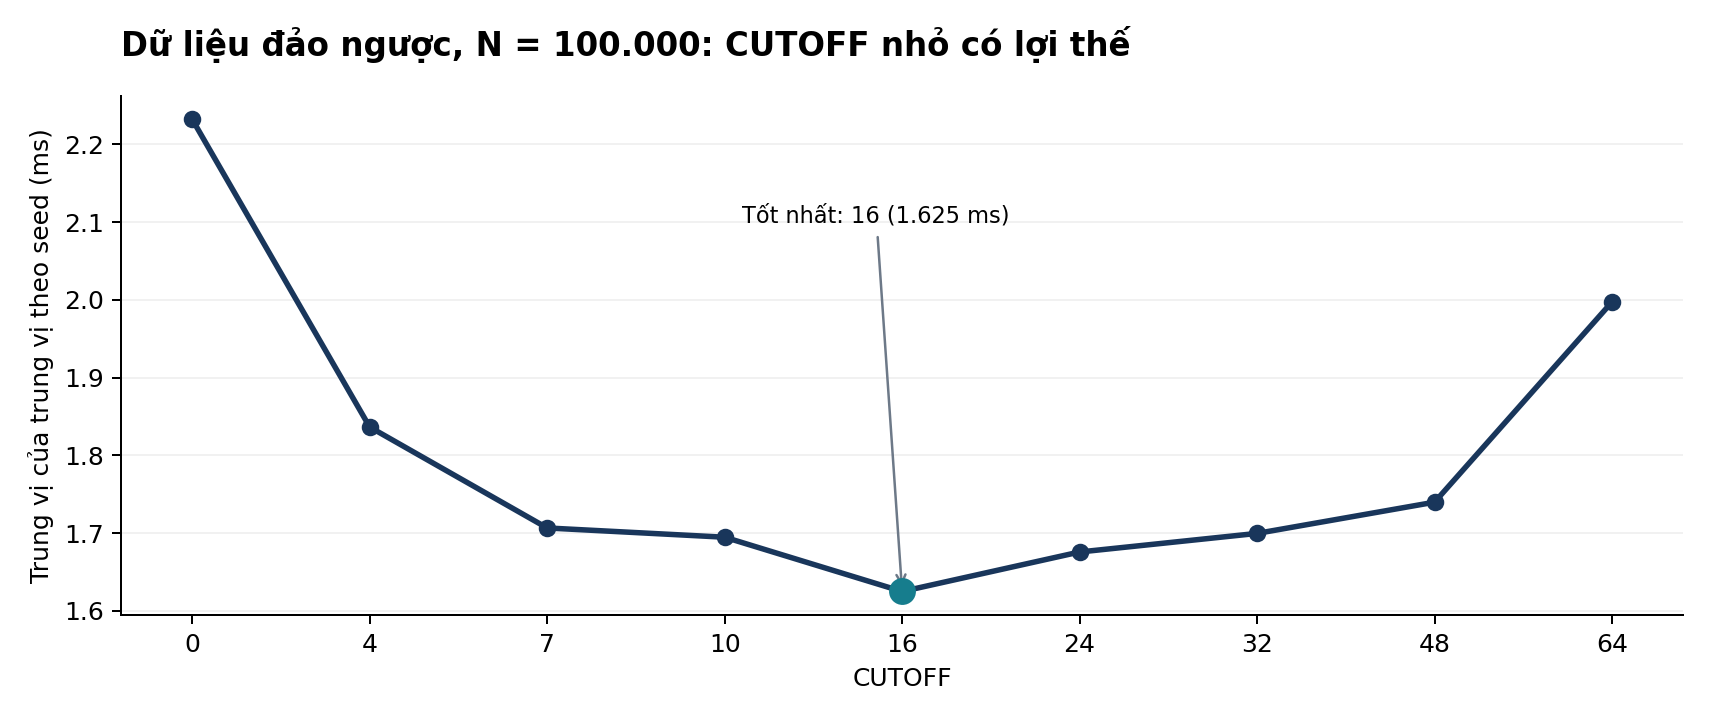 Dữ liệu đảo ngược, N = 100.000: CUTOFF nhỏ có lợi thế
Trung vị của trung vị theo seed (ms)
2.2
2.1
2.0
1.9
1.8
1.7
1.6
Tốt nhất: 16 (1.625 ms)
0 4 7 10 16 24 32 48 64
CUTOFF